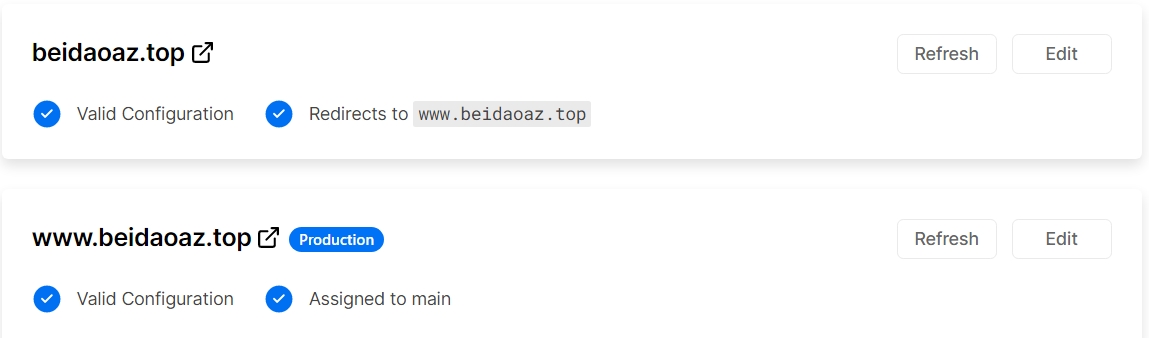 beidaoaz.top
Refresh
Edit
Valid Configuration
Redirects to www.beidaoaz.top
www.beidaoaz.top
Production
Refresh
Edit
Valid Configuration
Assigned to main